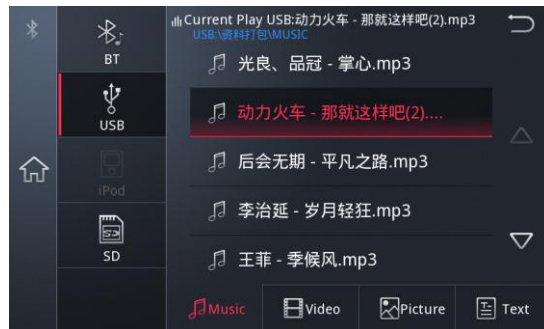 Current Play USB:动力火车 - 那就这样吧(2).mp3
USB:\资料打包\MUSIC
BT
USB
iPod
SD
光良、品冠 - 掌心.mp3
动力火车 - 那就这样吧(2)....
后会无期 - 平凡之路.mp3
李治延 - 岁月轻狂.mp3
王菲 - 季候风.mp3
Music
Video
Picture
Text